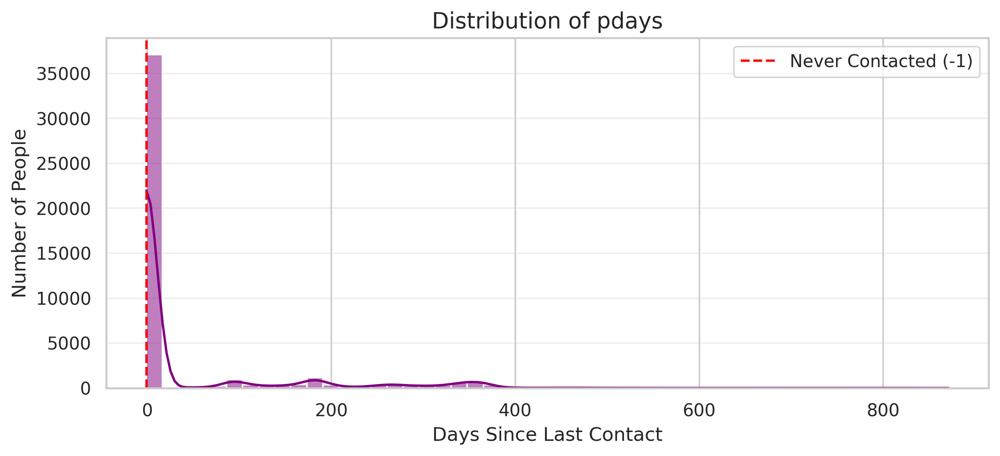 Distribution of pdays
Never Contacted (-1)
Number of People
35000
30000
25000
20000
15000
10000
5000
0
0 200 400 600 800
Days Since Last Contact